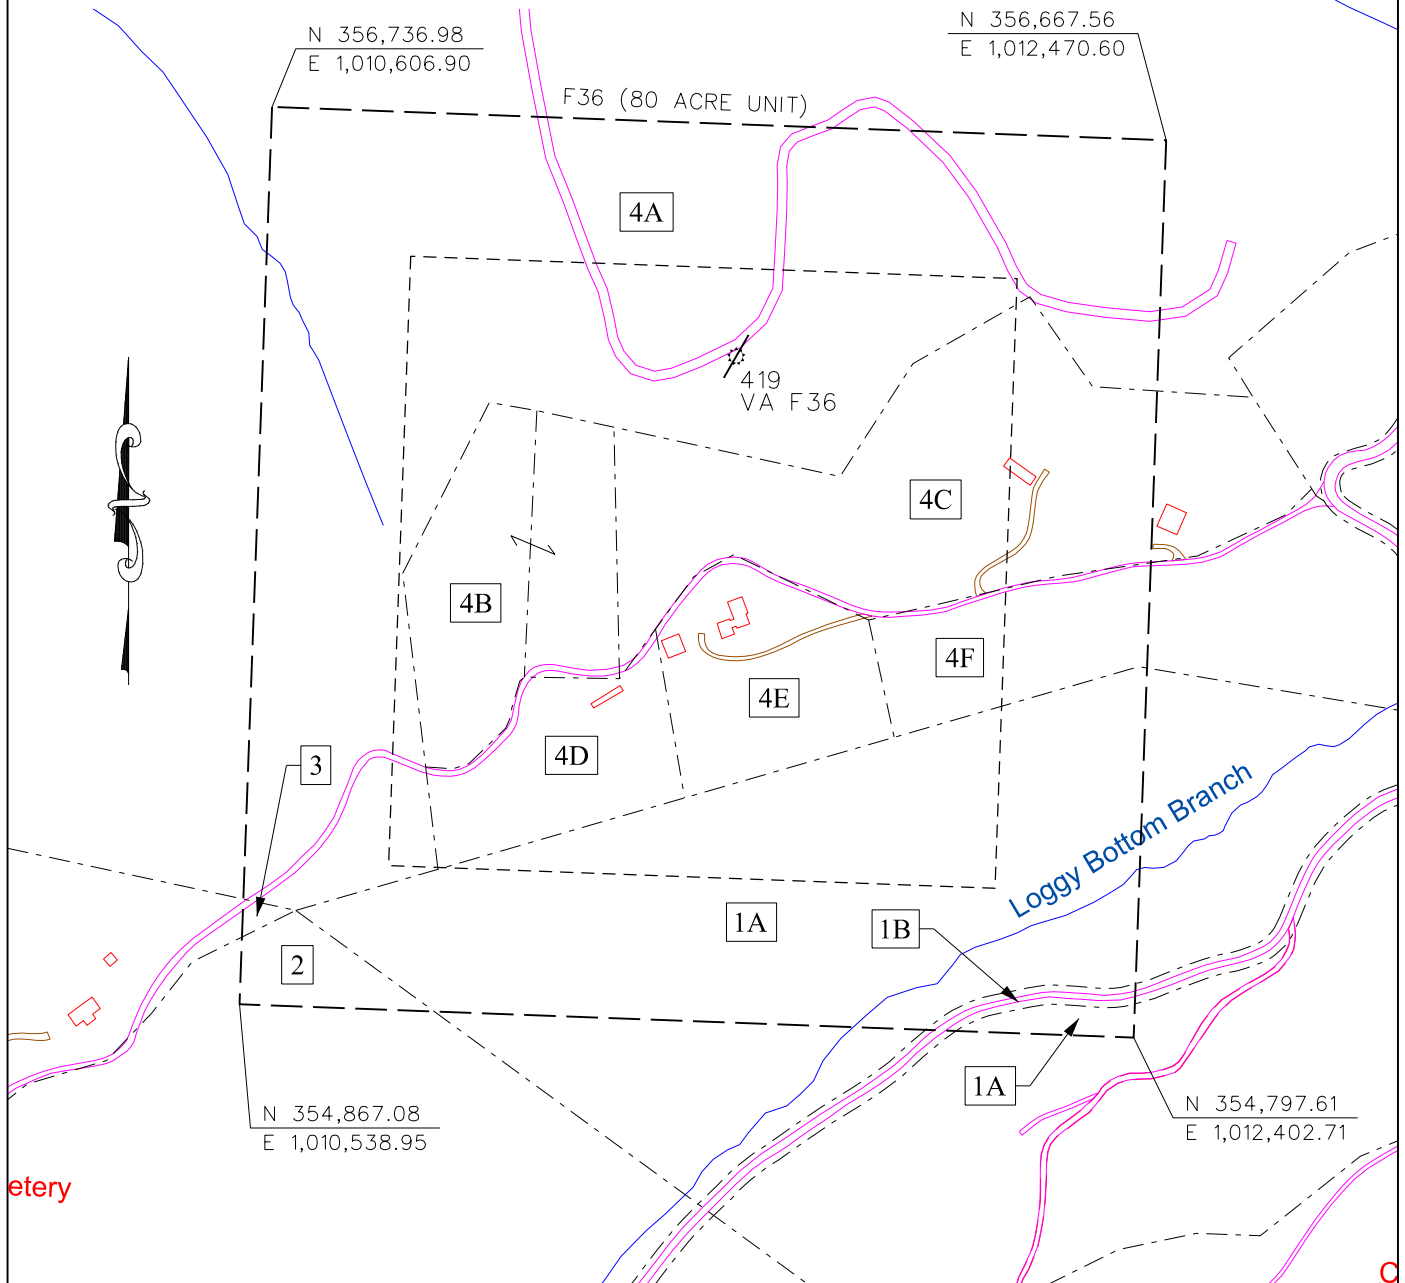 N 356,736.98
E 1,010,606.90
N 356,667.56
E 1,012,470.60
F36 (80 ACRE UNIT)
4A
419
VA F36
4C
4B
4F
4E
4D
3
Loggy Bottom Branch
1A
1B
2
1A
N 354,867.08
E 1,010,538.95
N 354,797.61
E 1,012,402.71
etery
C